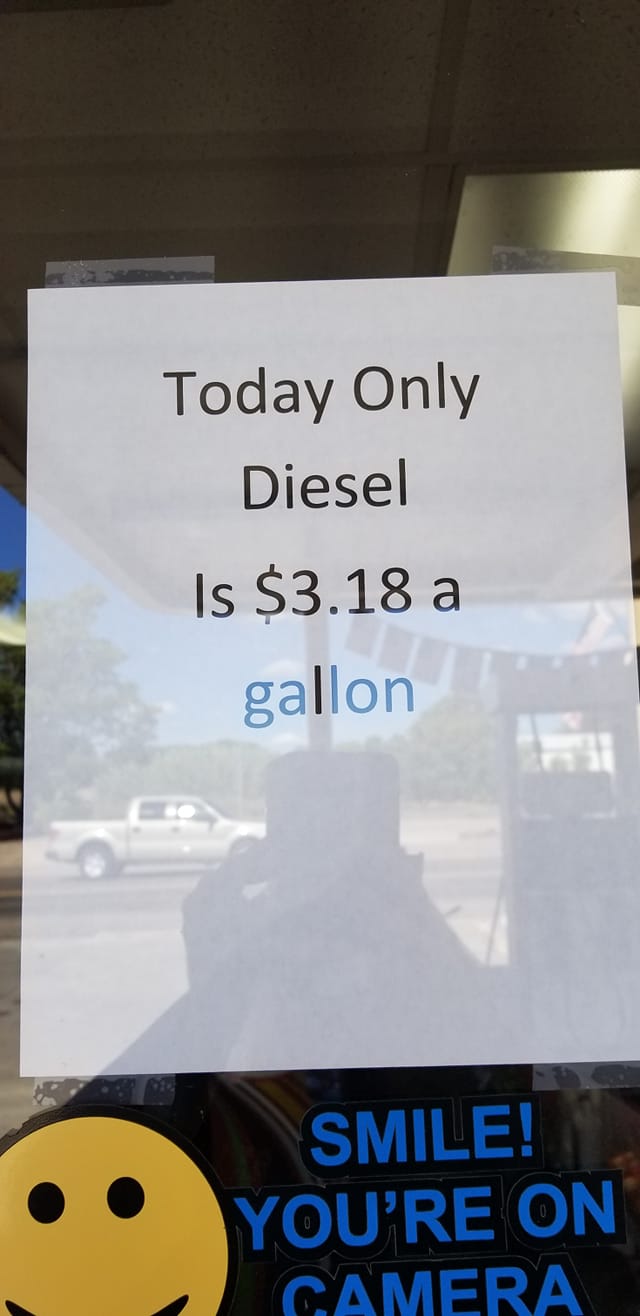 Today Only
Diesel
Is $3.18 a
gallon
SMILE!
YOU'RE ON
CAMERA